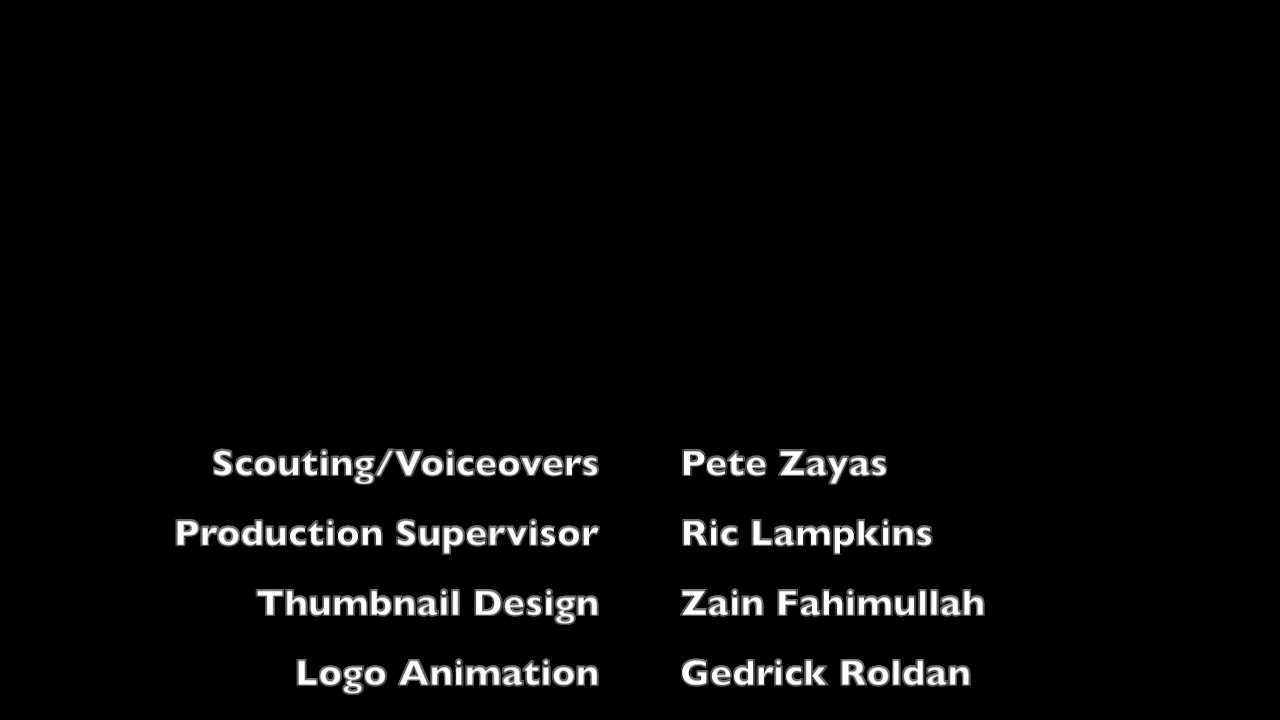 Scouting/Voiceovers Pete Zayas
Production Supervisor Ric Lampkins
Thumbnail Design Zain Fahimullah
Logo Animation Gedrick Roldan